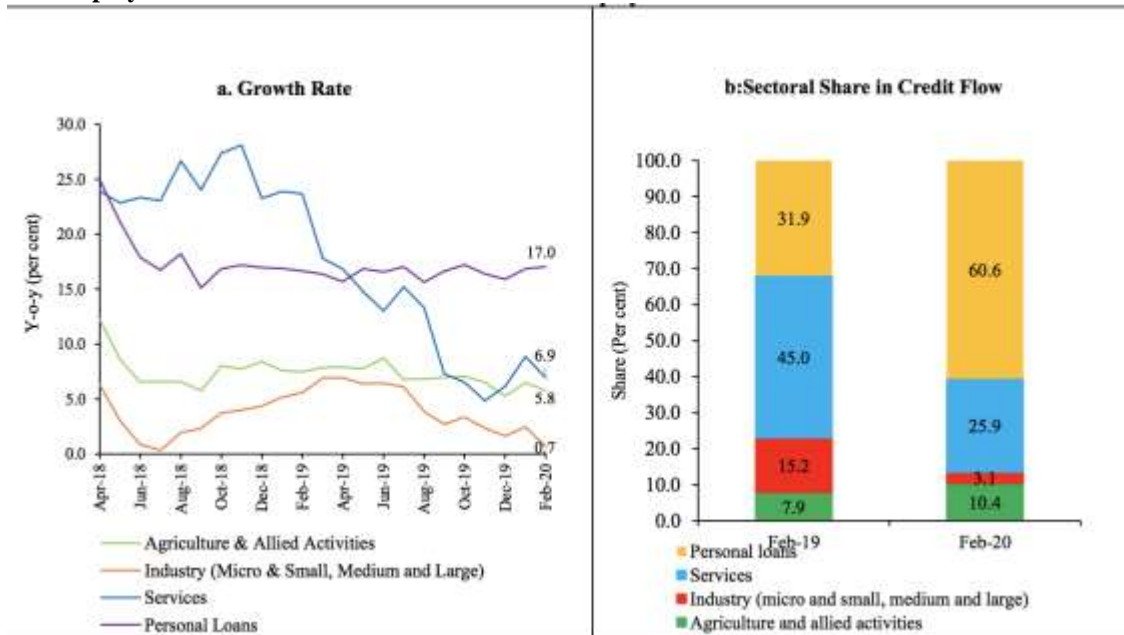 a. Growth Rate
30.0
25.0
20.0
15.0
10.0
5.0
0.0
Y-o-y (per cent)
17.0
6.9
5.8
0.7
Apr-18
Jun-18
Aug-18
Oct-18
Dec-18
Feb-19
Apr-19
Jun-19
Aug-19
Oct-19
Dec-19
Feb-20
Agriculture & Allied Activities
Industry (Micro & Small, Medium and Large)
Services
Personal Loans
b:Sectoral Share in Credit Flow
100.0
90.0
80.0
70.0
60.0
50.0
40.0
30.0
20.0
10.0
0.0
Share (Per cent)
31.9
45.0
15.2
7.9
60.6
25.9
3.1
10.4
Feb-19
Feb-20
Personal loans
Services
Industry (micro and small, medium and large)
Agriculture and allied activities